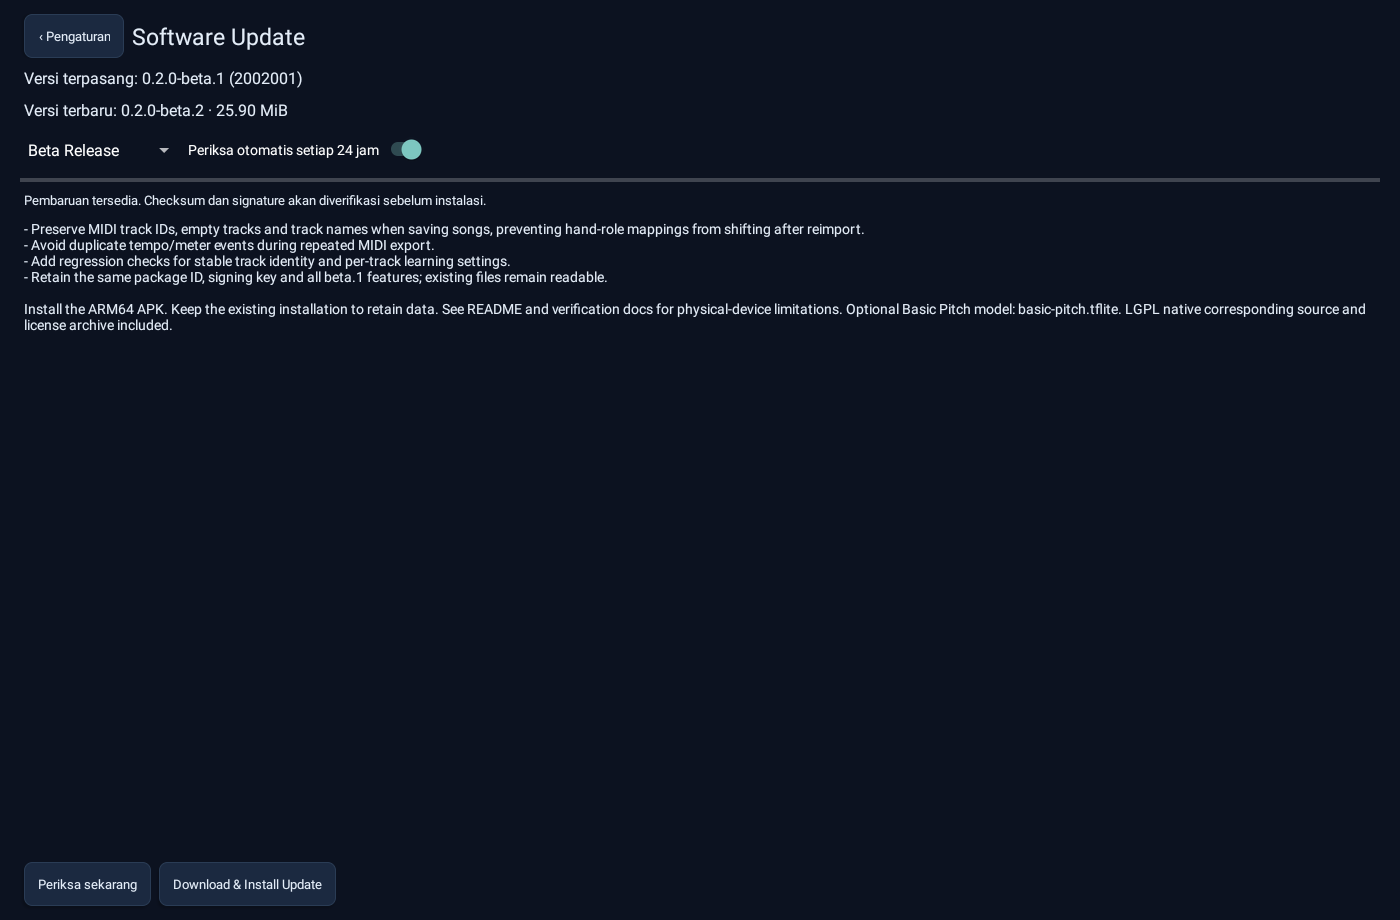 ‹ Pengaturan
Software Update
Versi terpasang: 0.2.0-beta.1 (2002001)
Versi terbaru: 0.2.0-beta.2 · 25.90 MiB
Beta Release
Periksa otomatis setiap 24 jam
Pembaruan tersedia. Checksum dan signature akan diverifikasi sebelum instalasi.
- Preserve MIDI track IDs, empty tracks and track names when saving songs, preventing hand-role mappings from shifting after reimport.
- Avoid duplicate tempo/meter events during repeated MIDI export.
- Add regression checks for stable track identity and per-track learning settings.
- Retain the same package ID, signing key and all beta.1 features; existing files remain readable.
Install the ARM64 APK. Keep the existing installation to retain data. See README and verification docs for physical-device limitations. Optional Basic Pitch model: basic-pitch.tflite. LGPL native corresponding source and
license archive included.
Periksa sekarang
Download & Install Update